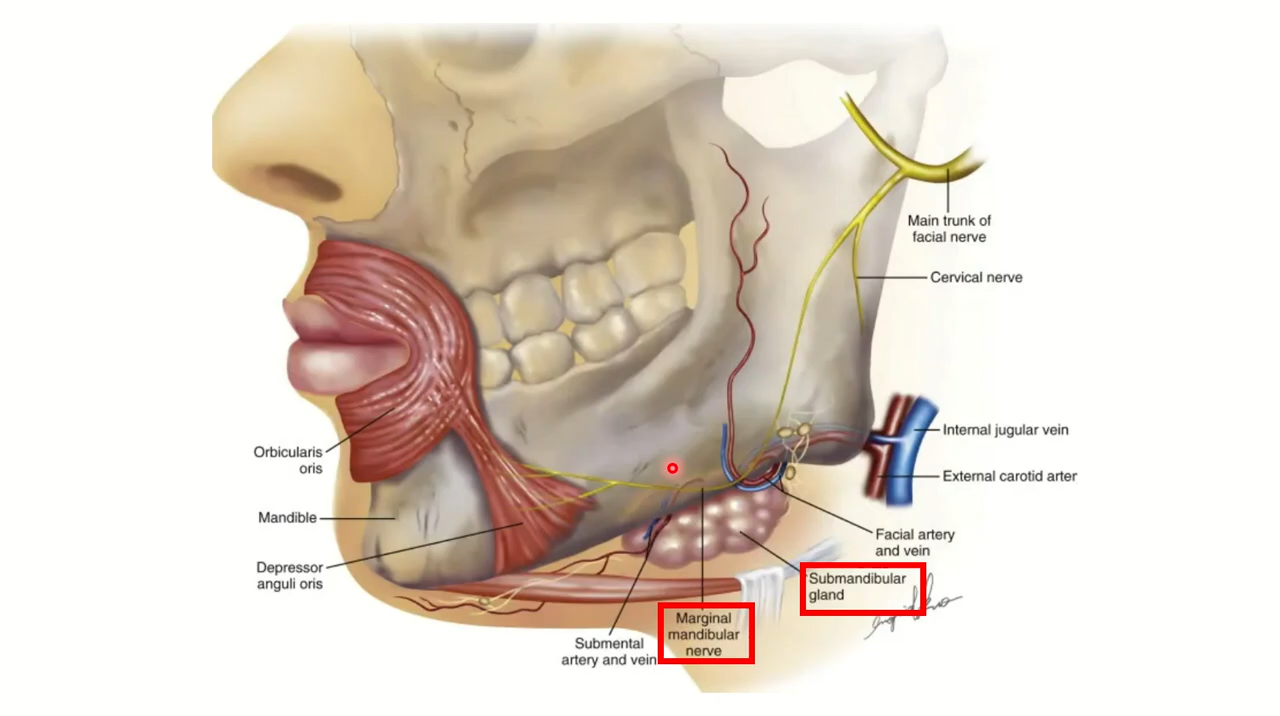 Main trunk of
facial nerve
Cervical nerve
Internal jugular vein
External carotid arter
Orbicularis
oris
Mandible
Depressor
anguli oris
Facial artery
and vein
Submandibular
gland
Marginal
mandibular
nerve
Submental
artery and vein